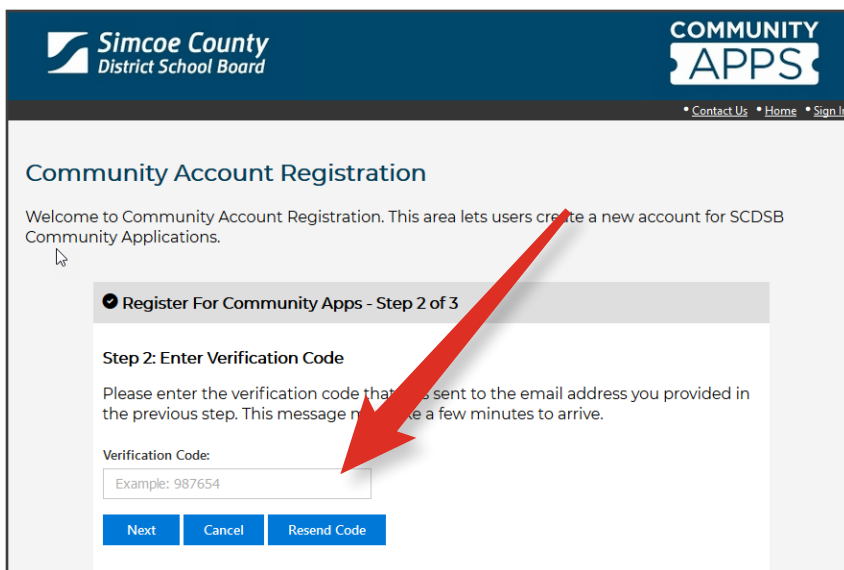 Simcoe County
District School Board
COMMUNITY
APPS
• Contact Us • Home • Sign In
Community Account Registration
Welcome to Community Account Registration. This area lets users create a new account for SCDSB
Community Applications.
Register For Community Apps - Step 2 of 3
Step 2: Enter Verification Code
Please enter the verification code that sent to the email address you provided in
the previous step. This message a few minutes to arrive.
Verification Code:
Example: 987654
Next Cancel Resend Code